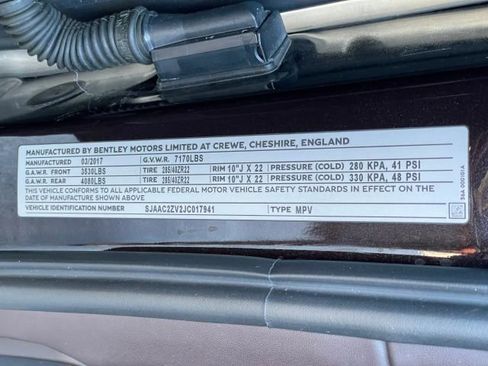 MANUFACTURED BY BENTLEY MOTORS LIMITED AT CREWE, CHESHIRE, ENGLAND
MANUFACTURED 03/2017 G.V.W.R. 7170LBS
G.A.W.R. FRONT 3530LBS TIRE 285/40ZR22 RIM 10"J X 22 PRESSURE (COLD) 280 KPA, 41 PSI
G.A.W.R. REAR 4080LBS TIRE 285/40ZR22 RIM 10"J X 22 PRESSURE (COLD) 330 KPA, 48 PSI
THIS VEHICLE CONFORMS TO ALL APPLICABLE FEDERAL MOTOR VEHICLE SAFETY STANDARDS IN EFFECT ON THE
DATE OF MANUFACTURE SHOWN ABOVE.
VEHICLE IDENTIFICATION NUMBER SJAAC2ZV2JC017941 TYPE MPV